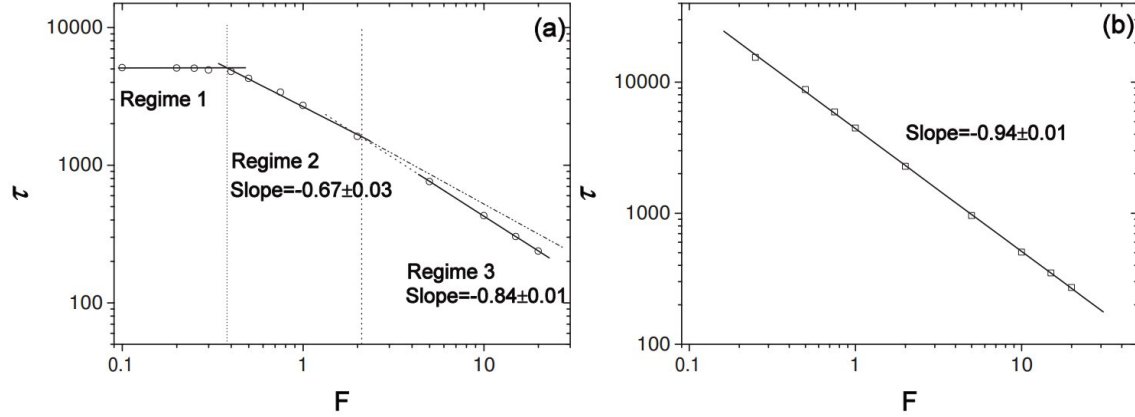 10000
(a)
Regime 1
1000
Regime 2
Slope=-0.67±0.03
τ
Regime 3
Slope=-0.84±0.01
100
0.1
1
10
F
(b)
10000
Slope=-0.94±0.01
τ
1000
100
0.1
1
10
F